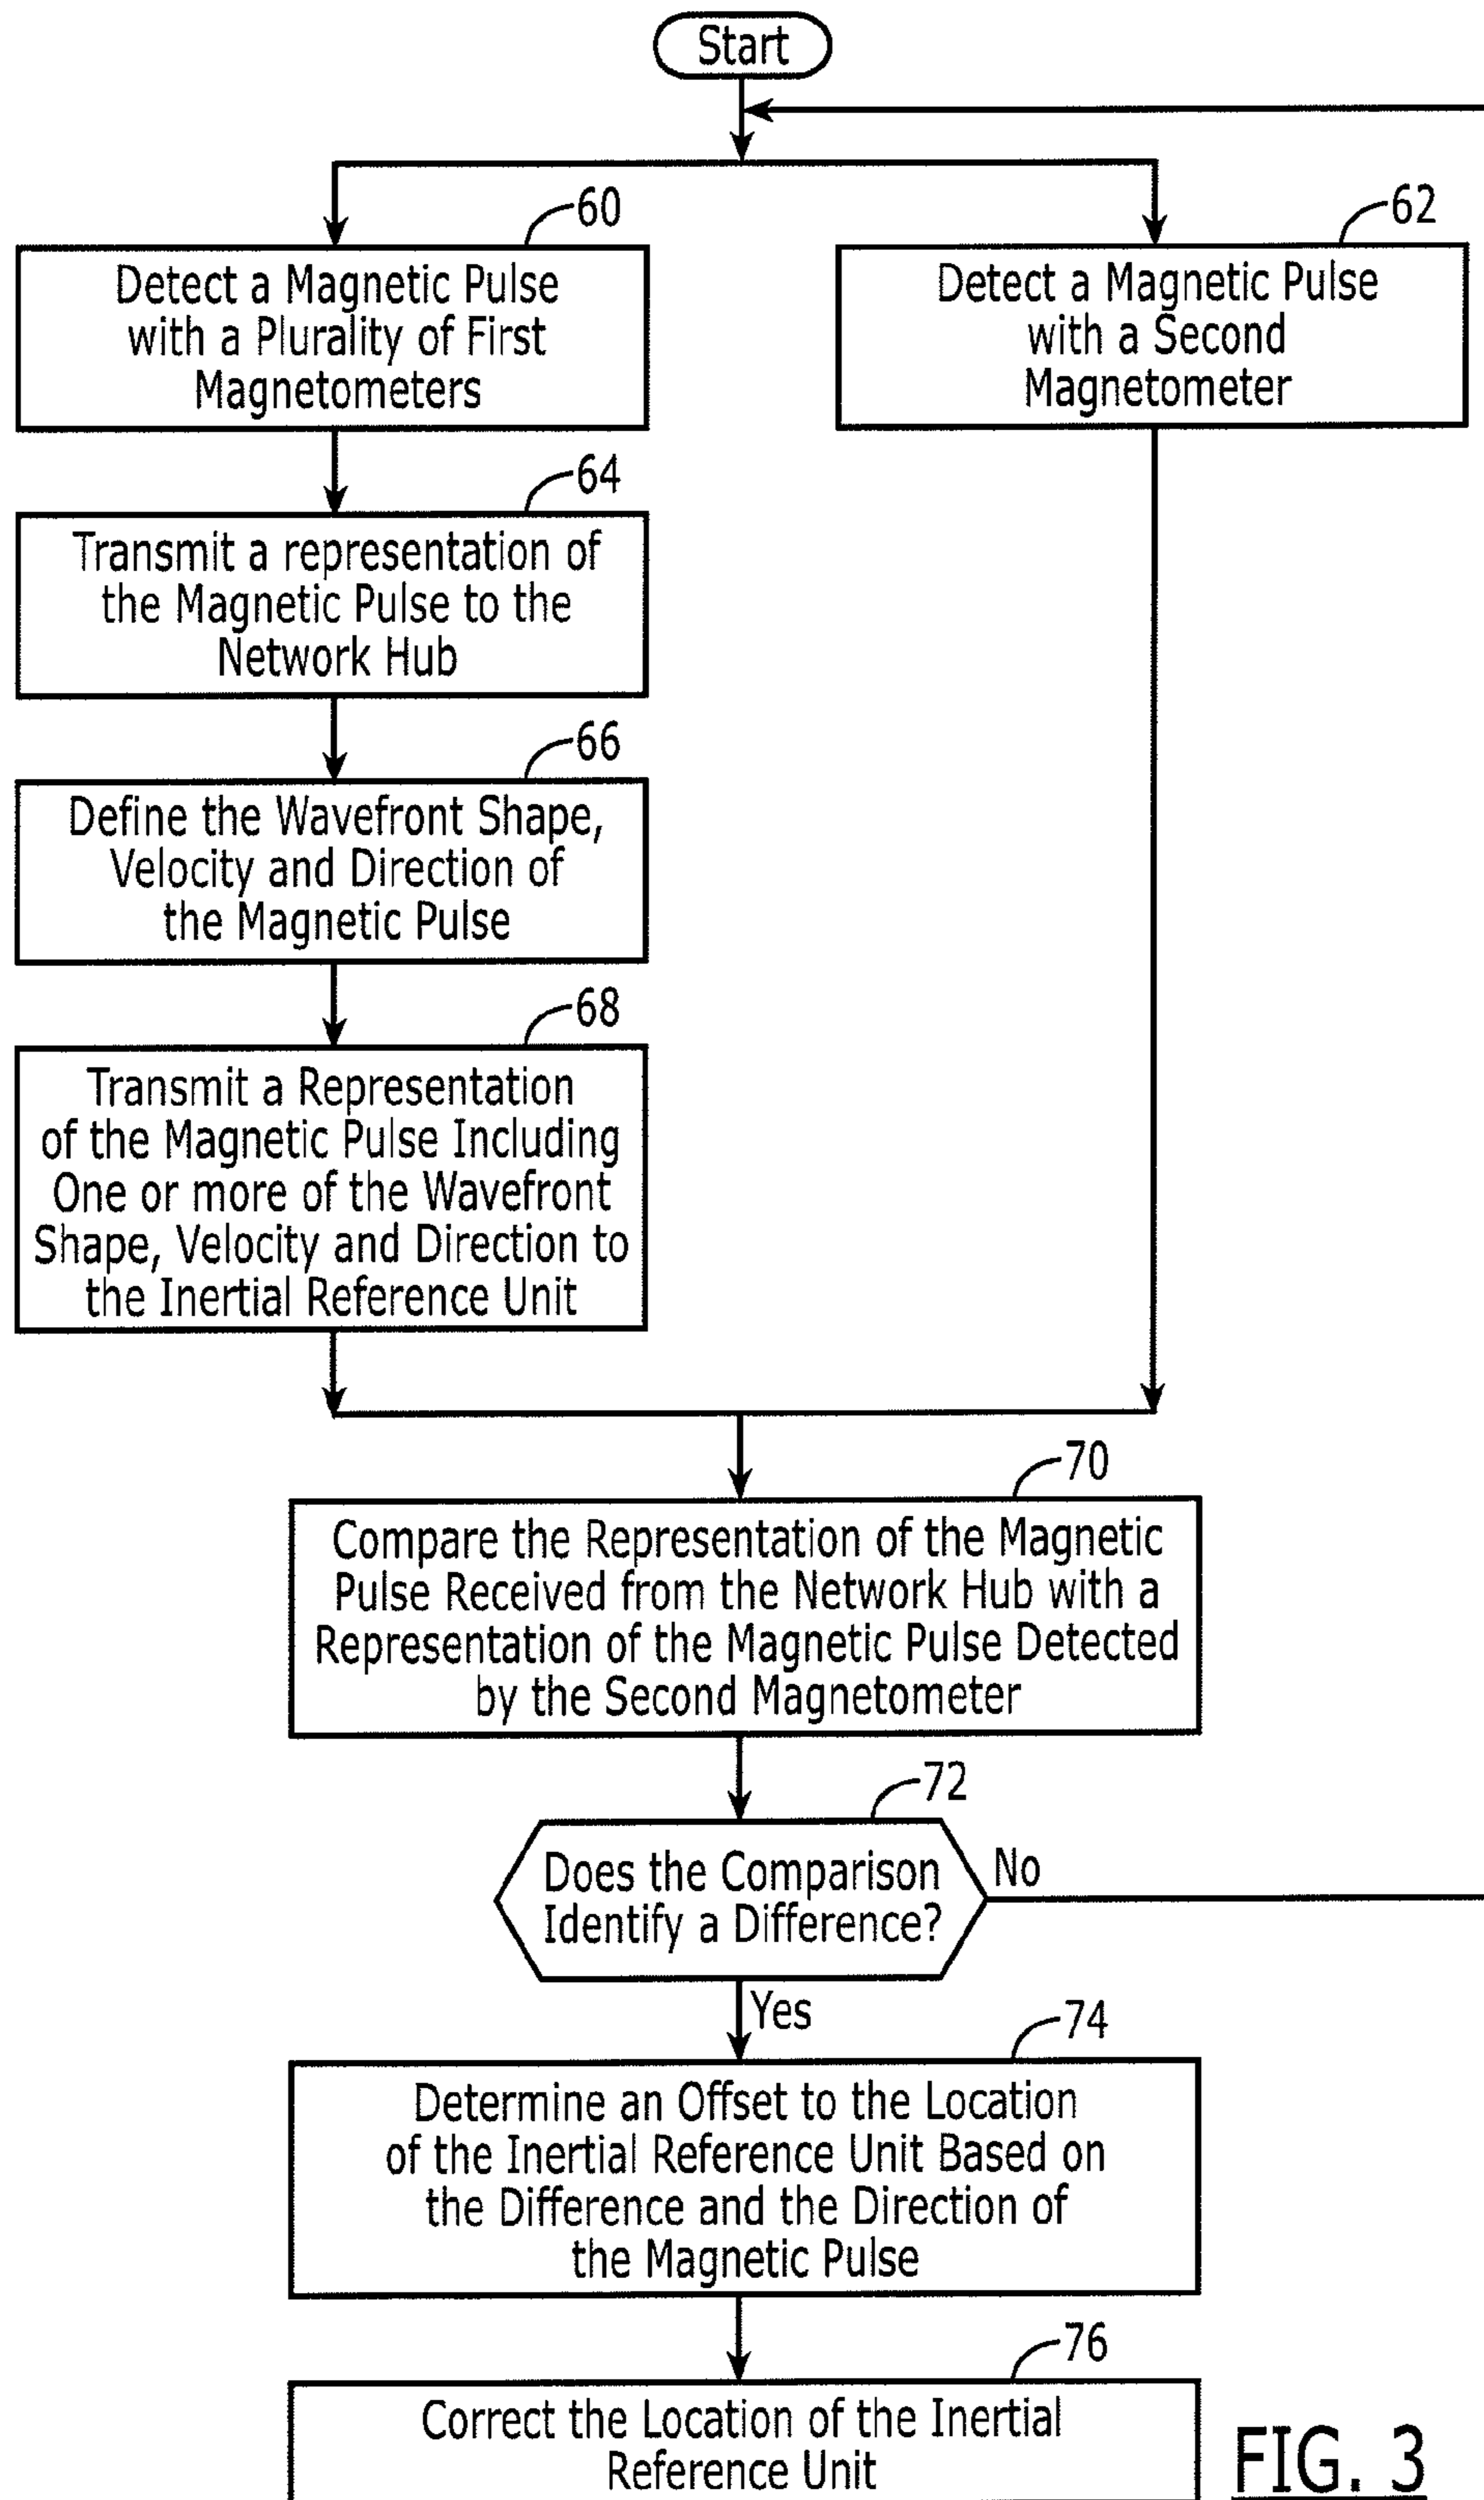 Start
60
Detect a Magnetic Pulse
with a Plurality of First
Magnetometers
62
Detect a Magnetic Pulse
with a Second
Magnetometer
64
Transmit a representation of
the Magnetic Pulse to the
Network Hub
66
Define the Wavefront Shape,
Velocity and Direction of
the Magnetic Pulse
68
Transmit a Representation
of the Magnetic Pulse Including
One or more of the Wavefront
Shape, Velocity and Direction to
the Inertial Reference Unit
70
Compare the Representation of the Magnetic
Pulse Received from the Network Hub with a
Representation of the Magnetic Pulse Detected
by the Second Magnetometer
72
Does the Comparison
Identify a Difference?
No
Yes
74
Determine an Offset to the Location
of the Inertial Reference Unit Based on
the Difference and the Direction of
the Magnetic Pulse
76
Correct the Location of the Inertial
Reference Unit
FIG. 3